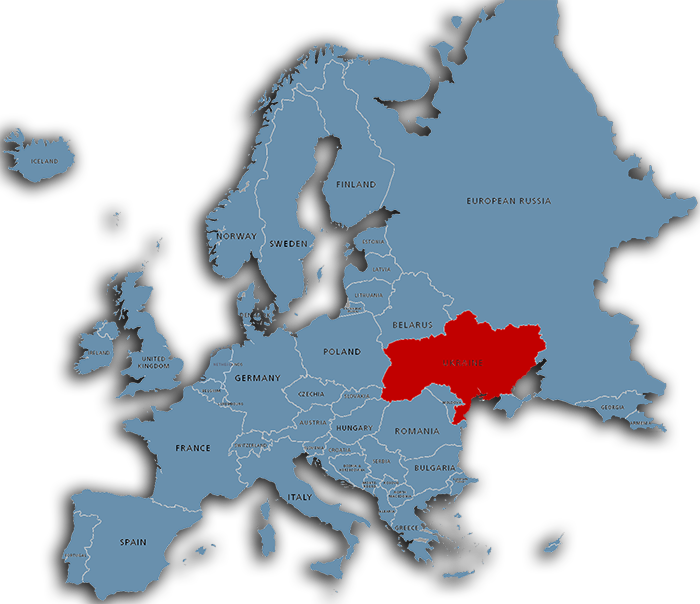 ICELAND
FINLAND
EUROPEAN RUSSIA
NORWAY
SWEDEN
ESTONIA
LATVIA
LITHUANIA
BELARUS
IRELAND
UNITED
KINGDOM
POLAND
GERMANY
CZECHIA
SLOVAKIA
AUSTRIA
HUNGARY
ROMANIA
GEORGIA
FRANCE
SWITZERLAND
SERBIA
BULGARIA
ITALY
GREECE
SPAIN